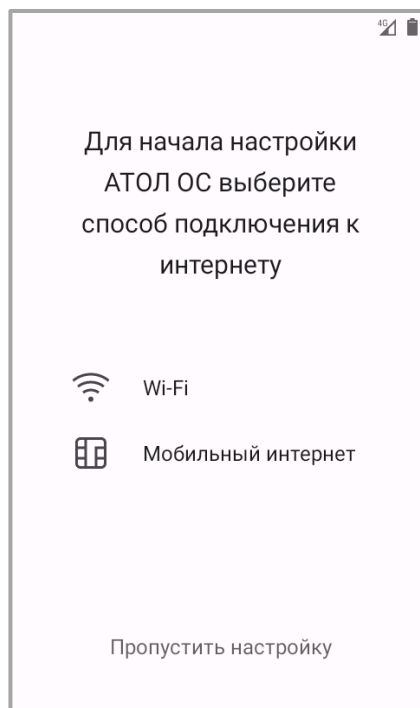 4G
Для начала настройки
АТОЛ ОС выберите
способ подключения к
интернету
Wi-Fi
Мобильный интернет
Пропустить настройку